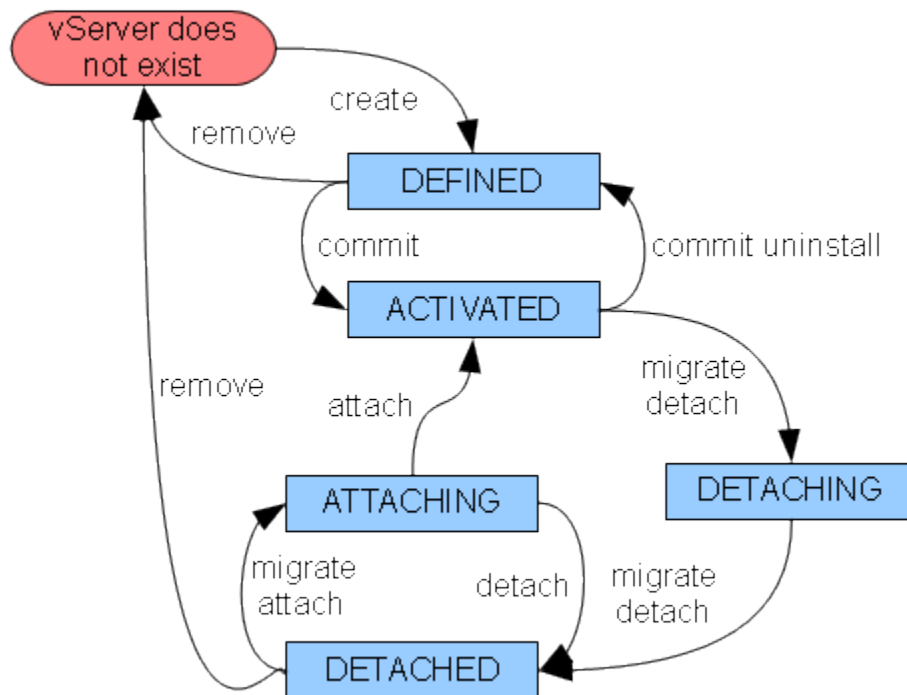 vServer does
not exist
create
remove
DEFINED
commit
commit uninstall
ACTIVATED
remove
attach
migrate
detach
ATTACHING
DETACHING
migrate
attach
detach
migrate
detach
DETACHED